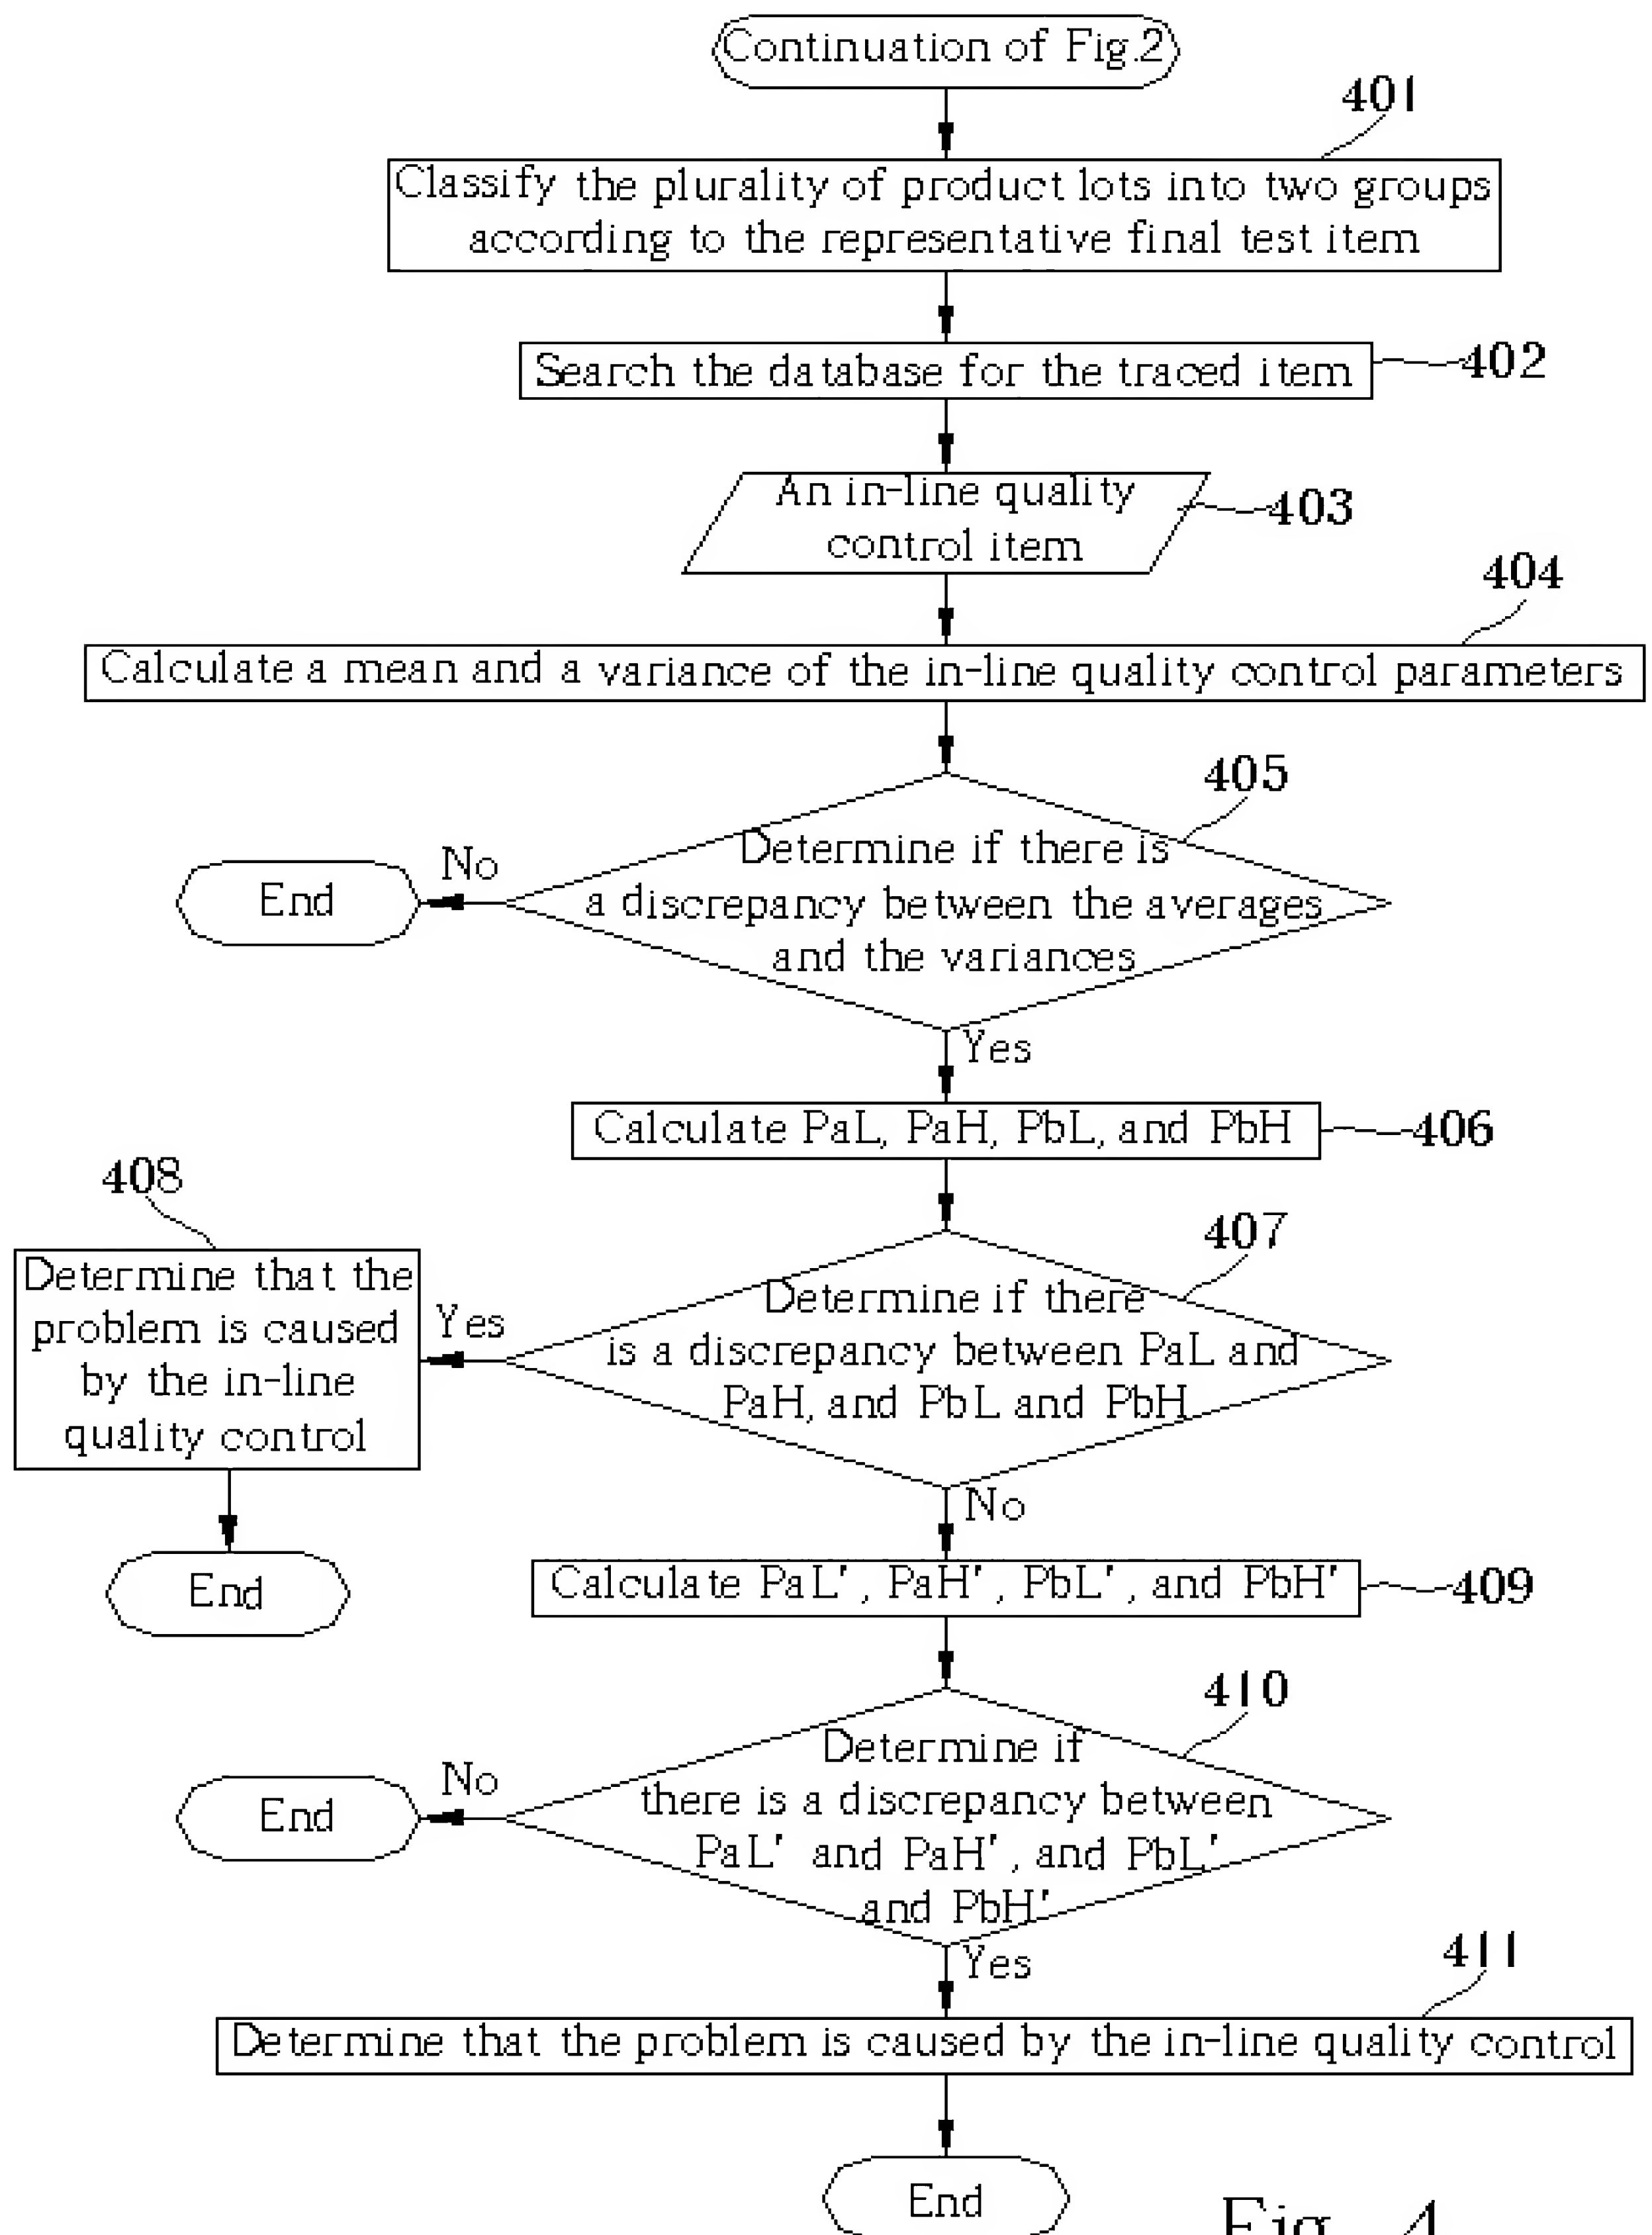 Continuation of Fig.2
401
Classify the plurality of product lots into two groups
according to the representative final test item
Search the database for the traced item
402
An in-line quality
control item
403
404
Calculate a mean and a variance of the in-line quality control parameters
405
Determine if there is
a discrepancy between the averages
and the variances
No
End
Yes
Calculate PaL, PaH, PbL, and PbH
406
407
Determine if there
is a discrepancy between PaL and
PaH, and PbL and PbH
Yes
408
Determine that the
problem is caused
by the in-line
quality control
End
No
Calculate PaL', PaH', PbL', and PbH'
409
410
Determine if
there is a discrepancy between
PaL' and PaH', and PbL'
and PbH'
No
End
Yes
411
Determine that the problem is caused by the in-line quality control
End
Fig. 4